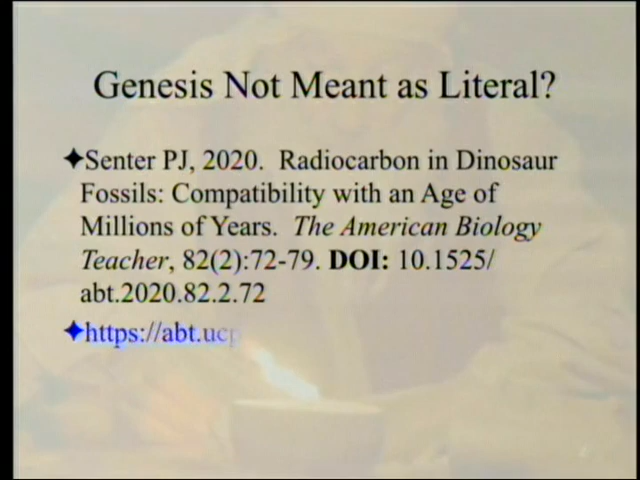 Genesis Not Meant as Literal?
✦Senter PJ, 2020. Radiocarbon in Dinosaur
Fossils: Compatibility with an Age of
Millions of Years. The American Biology
Teacher, 82(2):72-79. DOI: 10.1525/
abt.2020.82.2.72
✦https://abt.ucp